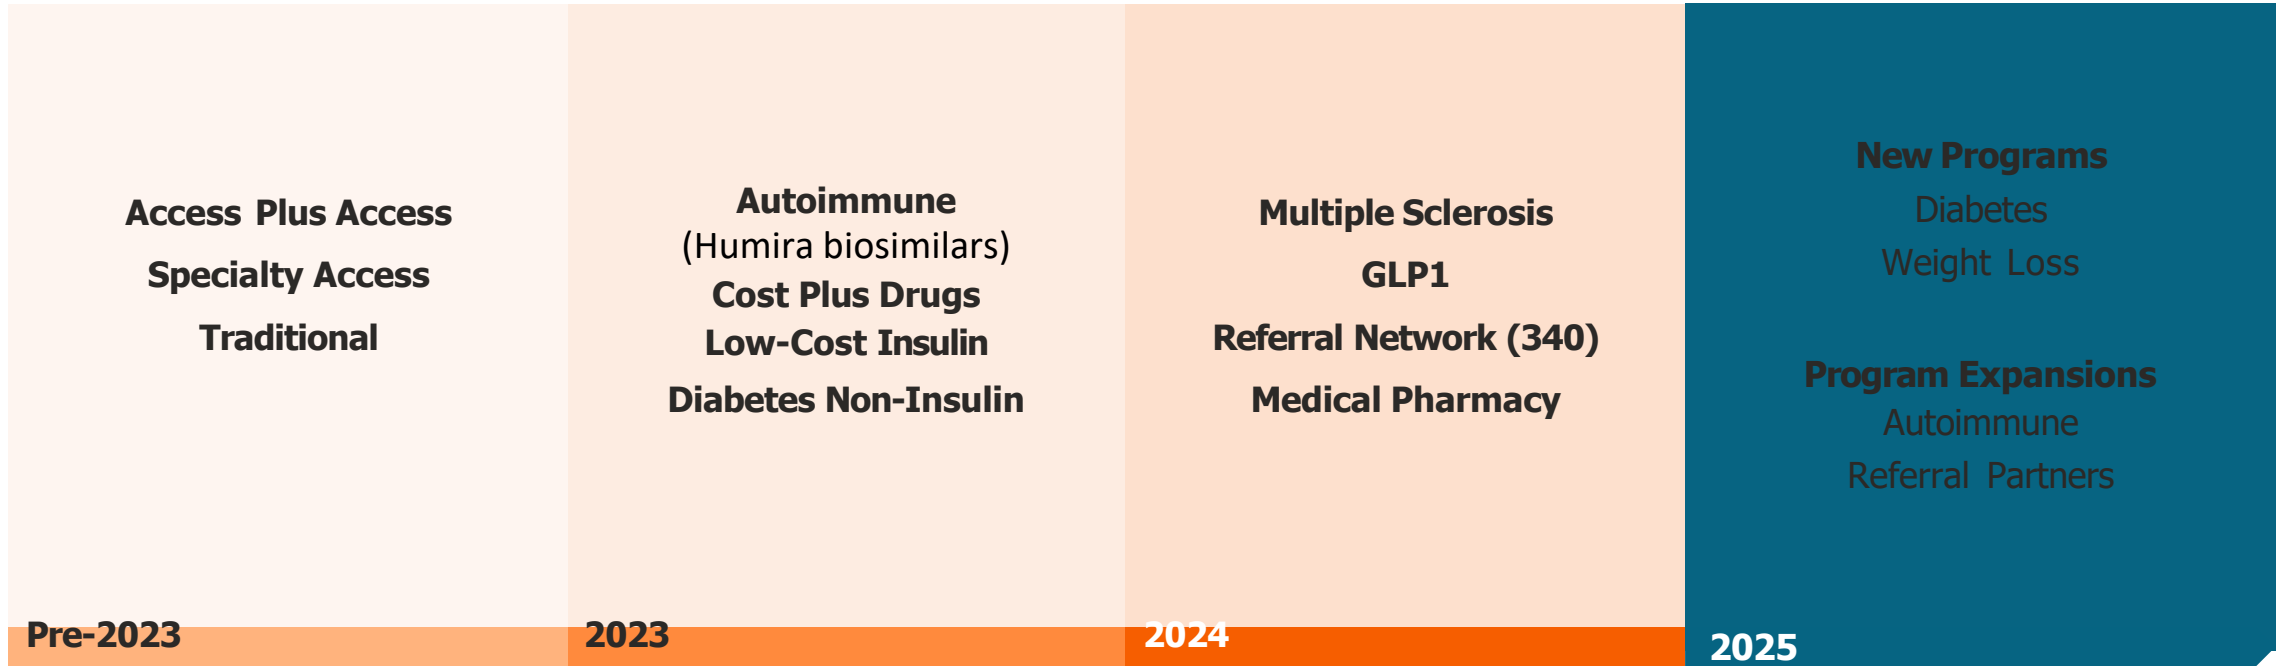 Access Plus Access
Specialty Access
Traditional
Pre-2023
Autoimmune
(Humira biosimilars)
Cost Plus Drugs
Low-Cost Insulin
Diabetes Non-Insulin
2023
Multiple Sclerosis
GLP1
Referral Network (340)
Medical Pharmacy
2024
New Programs
Diabetes
Weight Loss
Program Expansions
Autoimmune
Referral Partners
2025